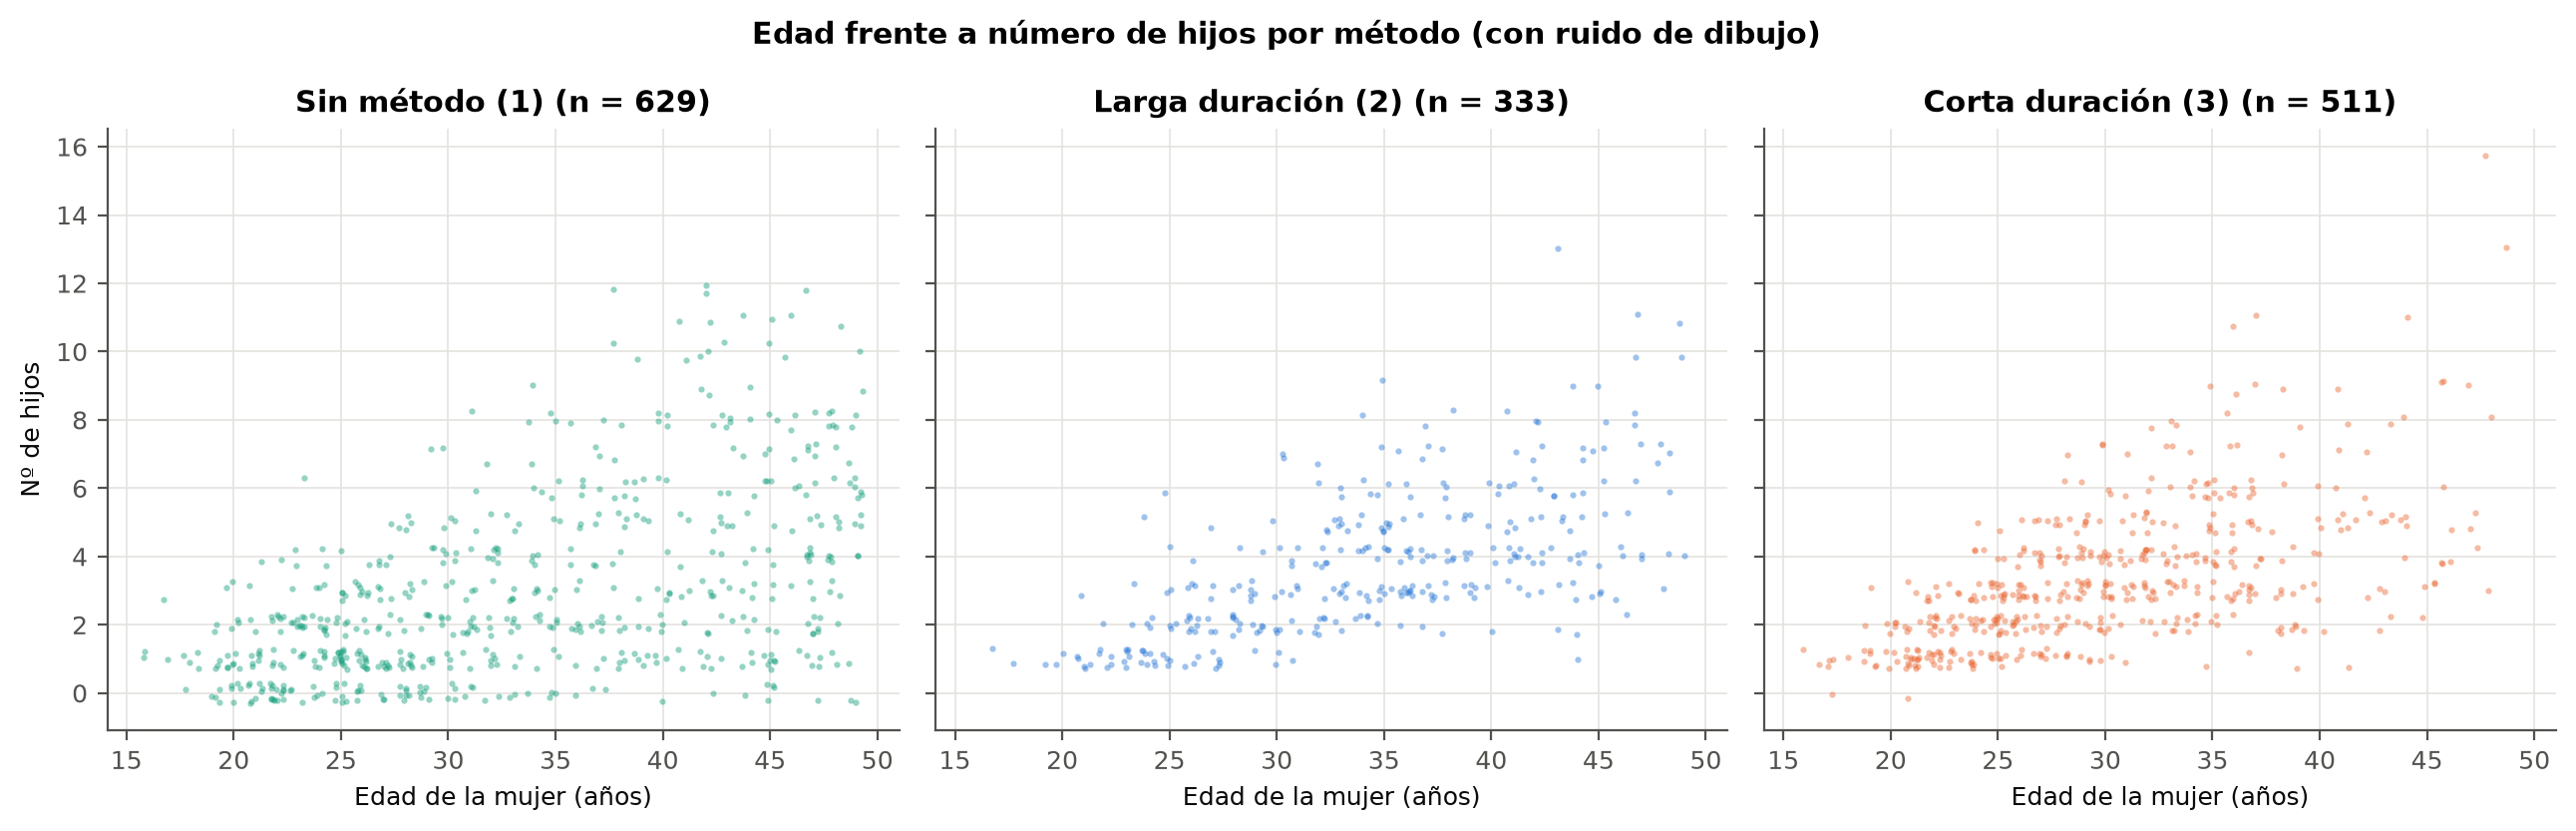 Edad frente a número de hijos por método (con ruido de dibujo)
Sin método (1) (n = 629)
Larga duración (2) (n = 333)
Corta duración (3) (n = 511)
Nº de hijos
16
14
12
10
8
6
4
2
0
15 20 25 30 35 40 45 50
15 20 25 30 35 40 45 50
15 20 25 30 35 40 45 50
Edad de la mujer (años)
Edad de la mujer (años)
Edad de la mujer (años)